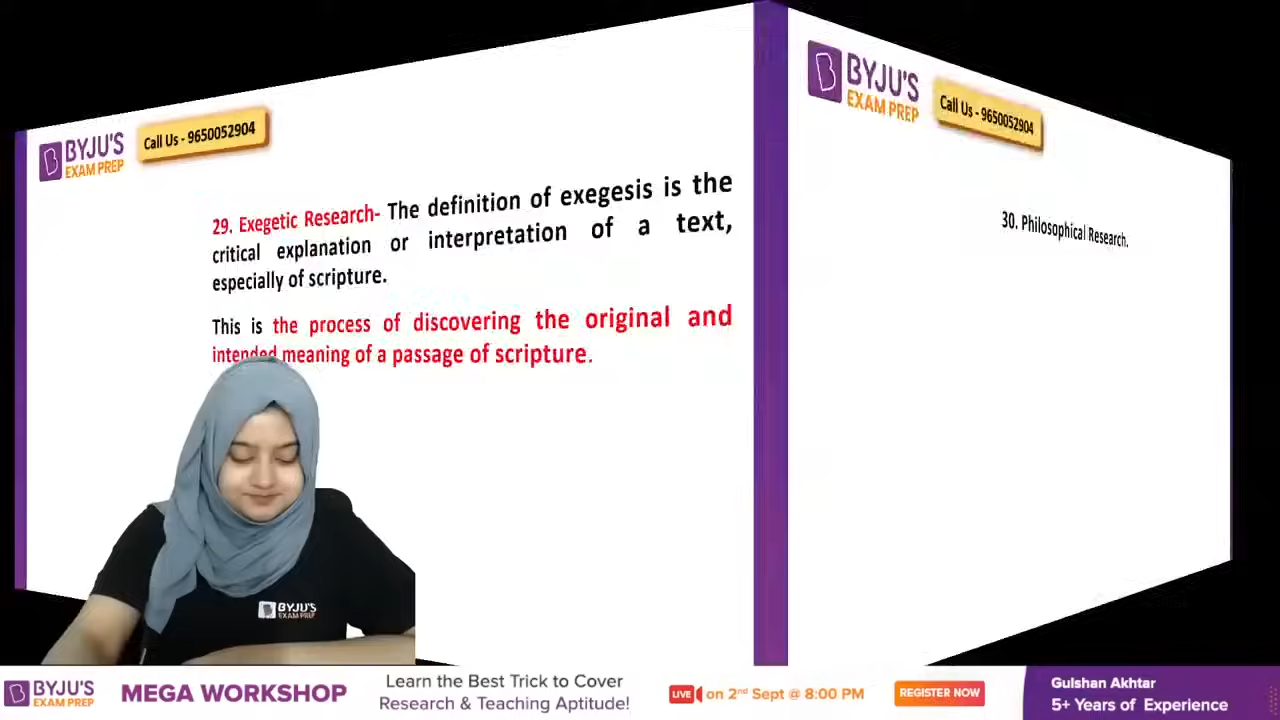 BYJU'S
EXAM PREP
Call Us - 9650052904
29. Exegetic Research- The definition of exegesis is the
critical explanation or interpretation of a text,
especially of scripture.
This is the process of discovering the original and
intended meaning of a passage of scripture.
BYJU'S
EXAM PREP
Call Us - 9650052904
30. Philosophical Research.
BYJU'S
EXAM PREP
BYJU'S
EXAM PREP
MEGA WORKSHOP
Learn the Best Trick to Cover
Research & Teaching Aptitude!
LIVE on 2nd Sept @ 8:00 PM
REGISTER NOW
Gulshan Akhtar
5+ Years of Experience